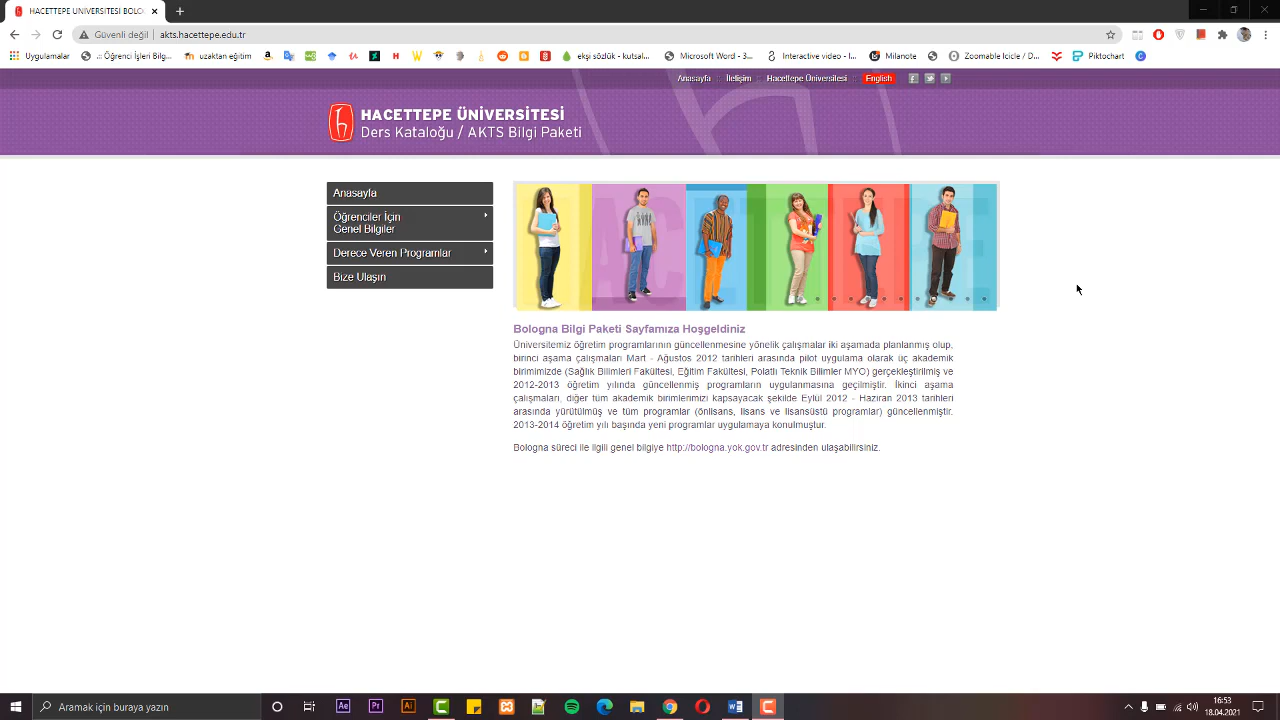 HACETTEPE ÜNİVERSİTESİ BOLO
Güvenli değil
akts.hacettepe.edu.tr
Uygulamalar
.:: Öğrenci İşleri Bilg...
uzaktan eğitim
ekşi sözlük - kutsal...
Microsoft Word - 3...
Interactive video - I...
Milanote
Zoomable Icicle / D...
Piktochart
Anasayfa :: İletişim :: Hacettepe Üniversitesi :: English
HACETTEPE ÜNİVERSİTESİ
Ders Kataloğu / AKTS Bilgi Paketi
Anasayfa
Öğrenciler İçin
Genel Bilgiler
Derece Veren Programlar
Bize Ulaşın
Bologna Bilgi Paketi Sayfamıza Hoşgeldiniz
Üniversitemiz öğretim programlarının güncellenmesine yönelik çalışmalar iki aşamada planlanmış olup,
birinci aşama çalışmaları Mart - Ağustos 2012 tarihleri arasında pilot uygulama olarak üç akademik
birimimizde (Sağlık Bilimleri Fakültesi, Eğitim Fakültesi, Polatlı Teknik Bilimler MYO) gerçekleştirilmiş ve
2012-2013 öğretim yılında güncellenmiş programların uygulanmasına geçilmiştir. İkinci aşama
çalışmaları, diğer tüm akademik birimlerimizi kapsayacak şekilde Eylül 2012 - Haziran 2013 tarihleri
arasında yürütülmüş ve tüm programlar (önlisans, lisans ve lisansüstü programlar) güncellenmiştir.
2013-2014 öğretim yılı başında yeni programlar uygulamaya konulmuştur.
Bologna süreci ile ilgili genel bilgiye http://bologna.yok.gov.tr adresinden ulaşabilirsiniz.
Aramak için buraya yazın
Ae
Pr
Ai
16:53
18.04.2021